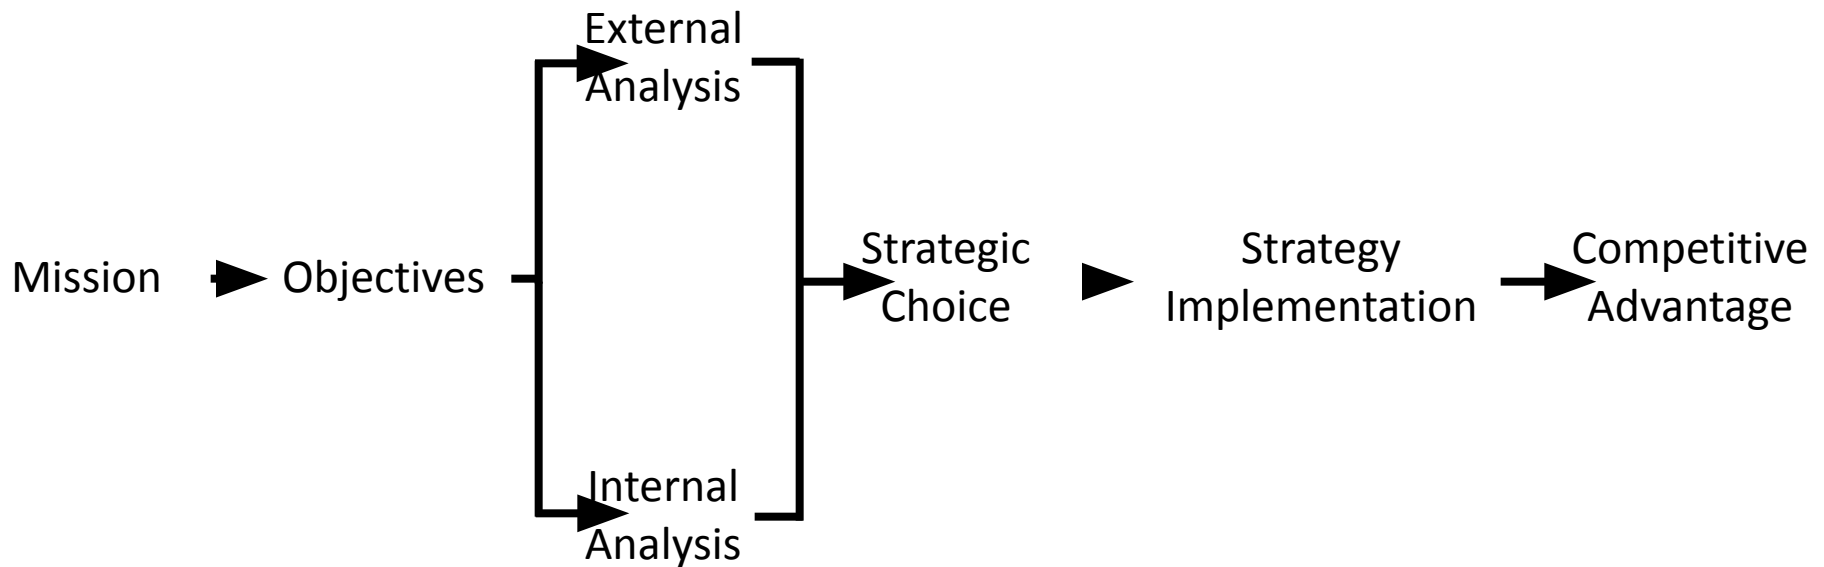 Mission
Objectives
External
Analysis
Internal
Analysis
Strategic
Choice
Strategy
Implementation
Competitive
Advantage